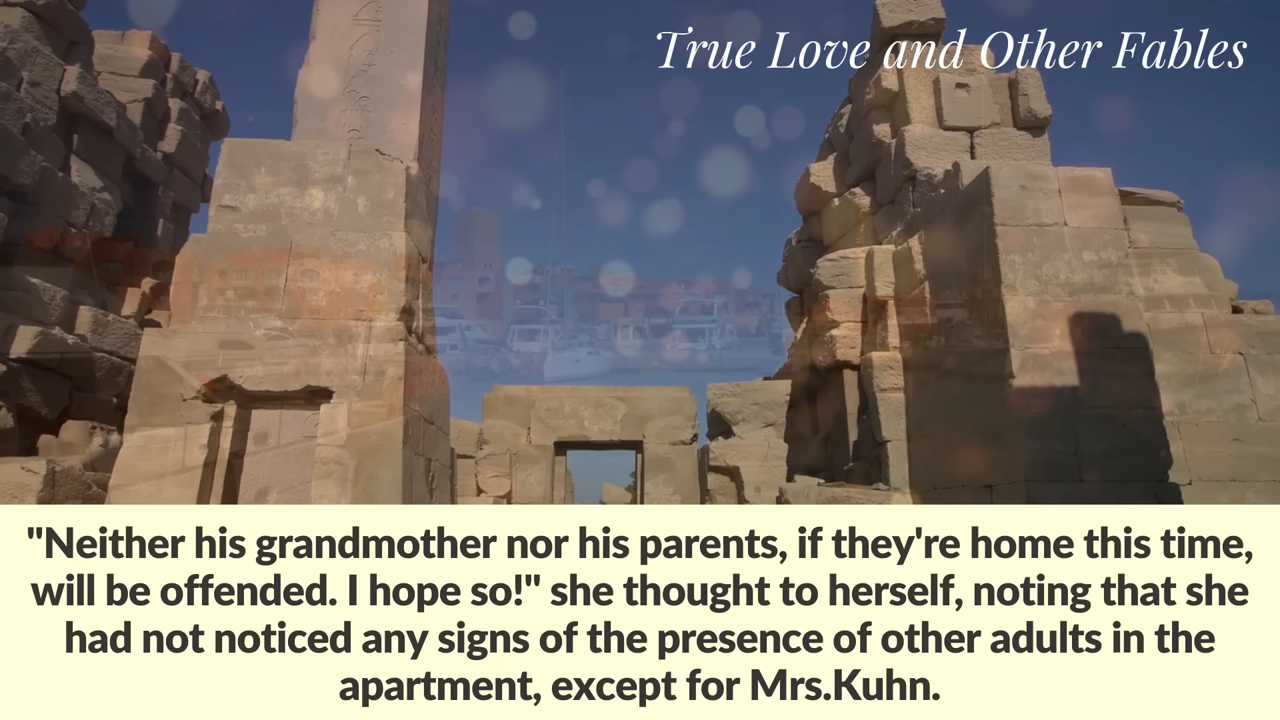 True Love and Other Fables
"Neither his grandmother nor his parents, if they're home this time,
will be offended. I hope so!" she thought to herself, noting that she
had not noticed any signs of the presence of other adults in the
apartment, except for Mrs.Kuhn.